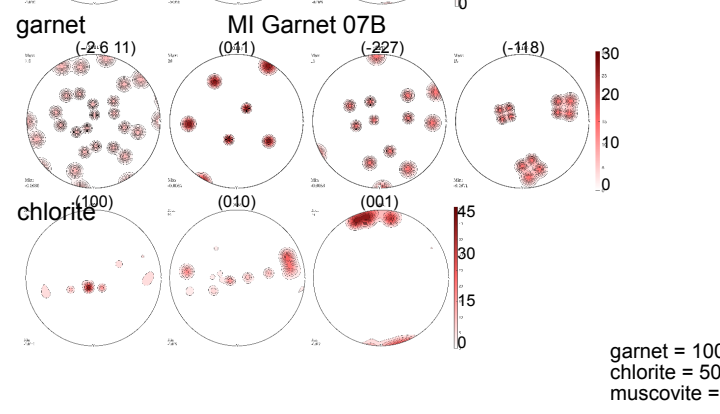 0
garnet MI Garnet 07B
(-2 6 11) (011) (-227) (-118)
30
20
10
0
chlorite (100) (010) (001)
45
30
15
0
garnet = 100
chlorite = 50
muscovite =